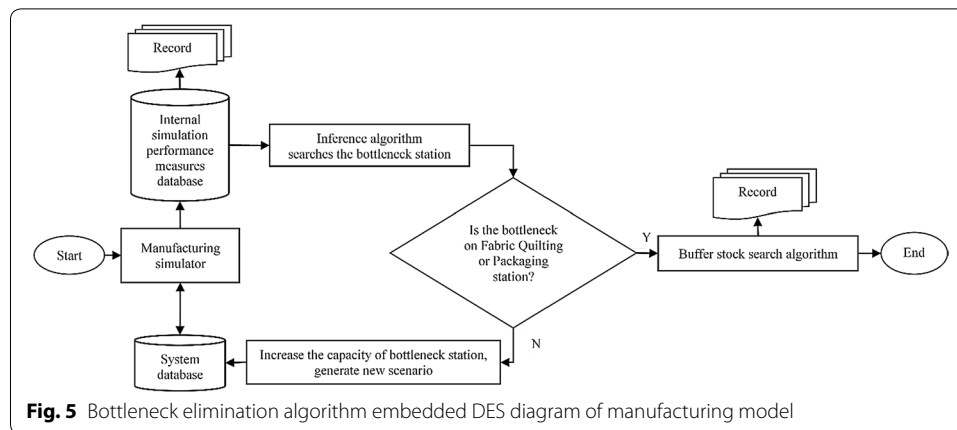 Record
Internal
simulation
performance
measures
database
Inference algorithm
searches the bottleneck station
Record
Is the bottleneck
on Fabric Quilting
or Packaging
station?
Y
Start
Manufacturing
simulator
Buffer stock search algorithm
End
N
System
database
Increase the capacity of bottleneck station,
generate new scenario
Fig. 5 Bottleneck elimination algorithm embedded DES diagram of manufacturing model